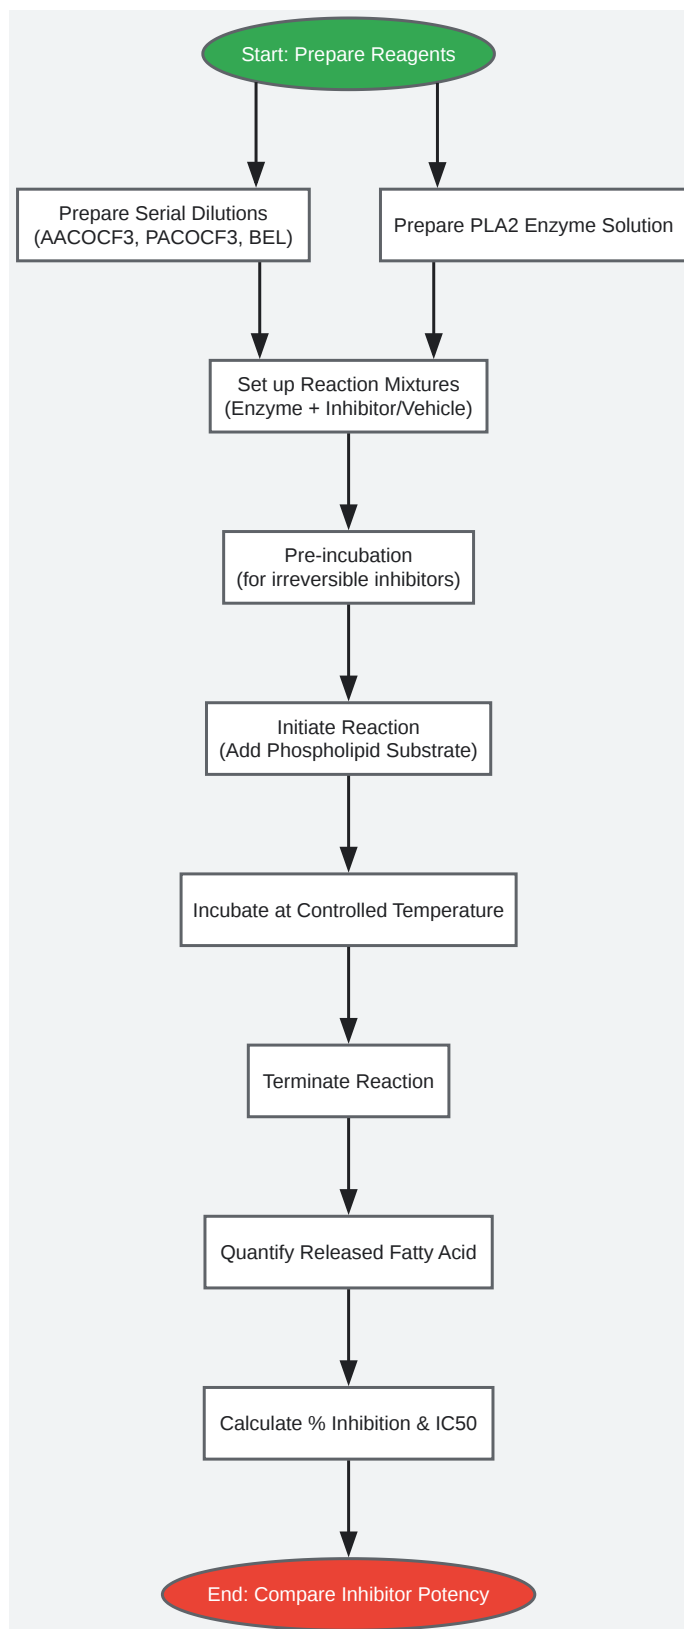 Start: Prepare Reagents
Prepare Serial Dilutions
(AACOCF3, PACOCF3, BEL)
Prepare PLA2 Enzyme Solution
Set up Reaction Mixtures
(Enzyme + Inhibitor/Vehicle)
Pre-incubation
(for irreversible inhibitors)
Initiate Reaction
(Add Phospholipid Substrate)
Incubate at Controlled Temperature
Terminate Reaction
Quantify Released Fatty Acid
Calculate % Inhibition & IC50
End: Compare Inhibitor Potency